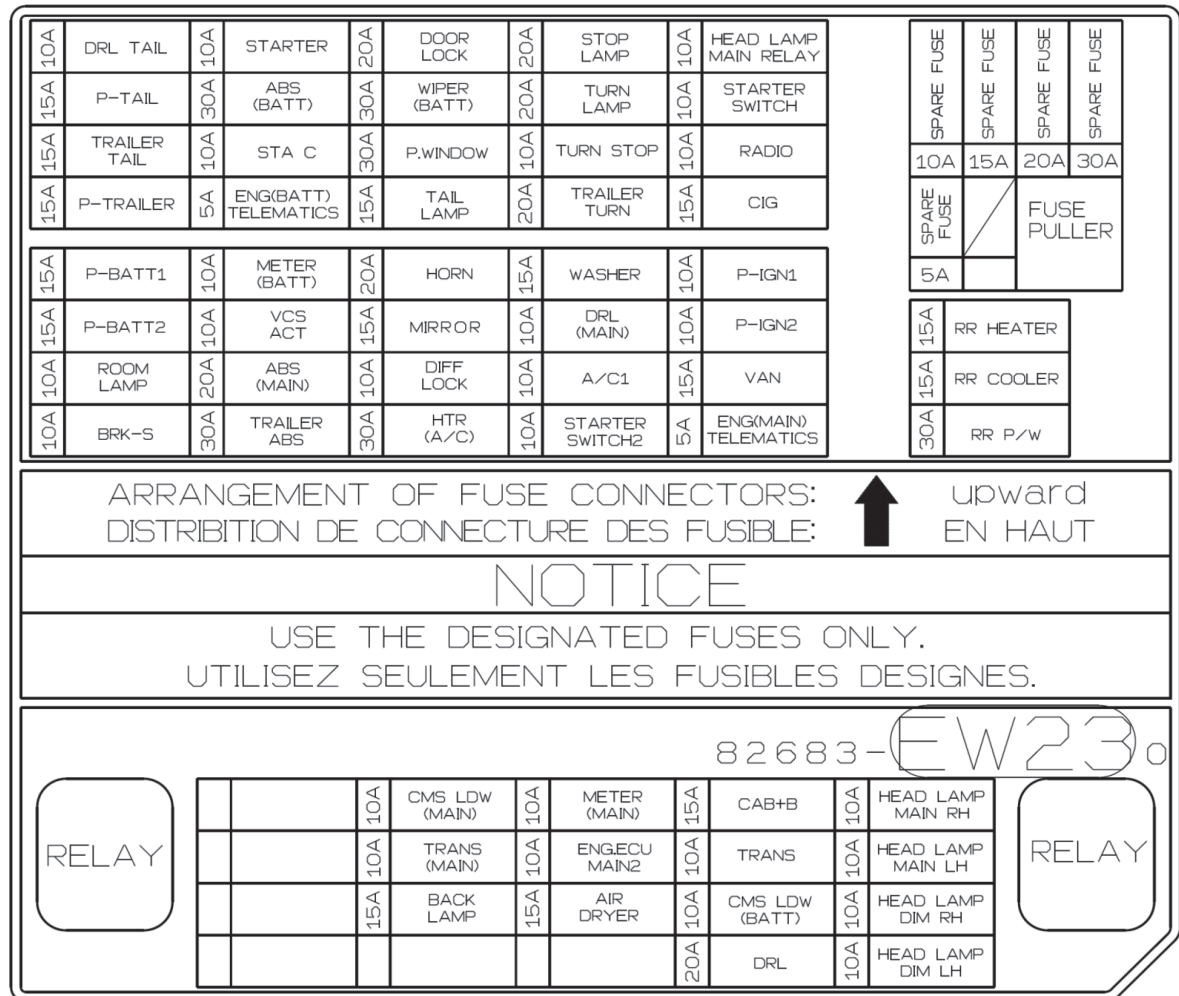 10A DRL TAIL 10A STARTER 20A DOOR LOCK 20A STOP LAMP 10A HEAD LAMP MAIN RELAY
15A P-TAIL 30A ABS (BATT) 30A WIPER (BATT) 20A TURN LAMP 10A STARTER SWITCH
15A TRAILER TAIL 10A STA C 30A P.WINDOW 10A TURN STOP 10A RADIO
15A P-TRAILER 5A ENG(BATT) TELEMATICS 15A TAIL LAMP 20A TRAILER TURN 15A CIG
SPARE FUSE SPARE FUSE SPARE FUSE SPARE FUSE
10A 15A 20A 30A
SPARE FUSE
FUSE PULLER
5A
15A P-BATT1 10A METER (BATT) 20A HORN 15A WASHER 10A P-IGN1
15A P-BATT2 10A VCS ACT 15A MIRROR 10A DRL (MAIN) 10A P-IGN2
10A ROOM LAMP 20A ABS (MAIN) 10A DIFF LOCK 10A A/C1 15A VAN
10A BRK-S 30A TRAILER ABS 30A HTR (A/C) 10A STARTER SWITCH2 5A ENG(MAIN) TELEMATICS
15A RR HEATER
15A RR COOLER
30A RR P/W
ARRANGEMENT OF FUSE CONNECTORS: upward
DISTRIBITION DE CONNECTURE DES FUSIBLE: EN HAUT
NOTICE
USE THE DESIGNATED FUSES ONLY.
UTILISEZ SEULEMENT LES FUSIBLES DESIGNES.
82683-EW230
RELAY
10A CMS LDW (MAIN) 10A METER (MAIN) 15A CAB+B 10A HEAD LAMP MAIN RH
10A TRANS (MAIN) 10A ENG.ECU MAIN2 10A TRANS 10A HEAD LAMP MAIN LH
15A BACK LAMP 15A AIR DRYER 10A CMS LDW (BATT) 10A HEAD LAMP DIM RH
20A DRL 10A HEAD LAMP DIM LH
RELAY